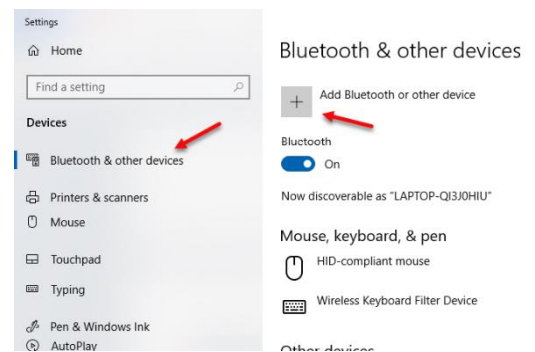 Settings
Home
Find a setting
Devices
Bluetooth & other devices
Printers & scanners
Mouse
Touchpad
Typing
Pen & Windows Ink
AutoPlay
Bluetooth & other devices
Add Bluetooth or other device
Bluetooth
On
Now discoverable as "LAPTOP-QI3J0HIU"
Mouse, keyboard, & pen
HID-compliant mouse
Wireless Keyboard Filter Device
Other devices